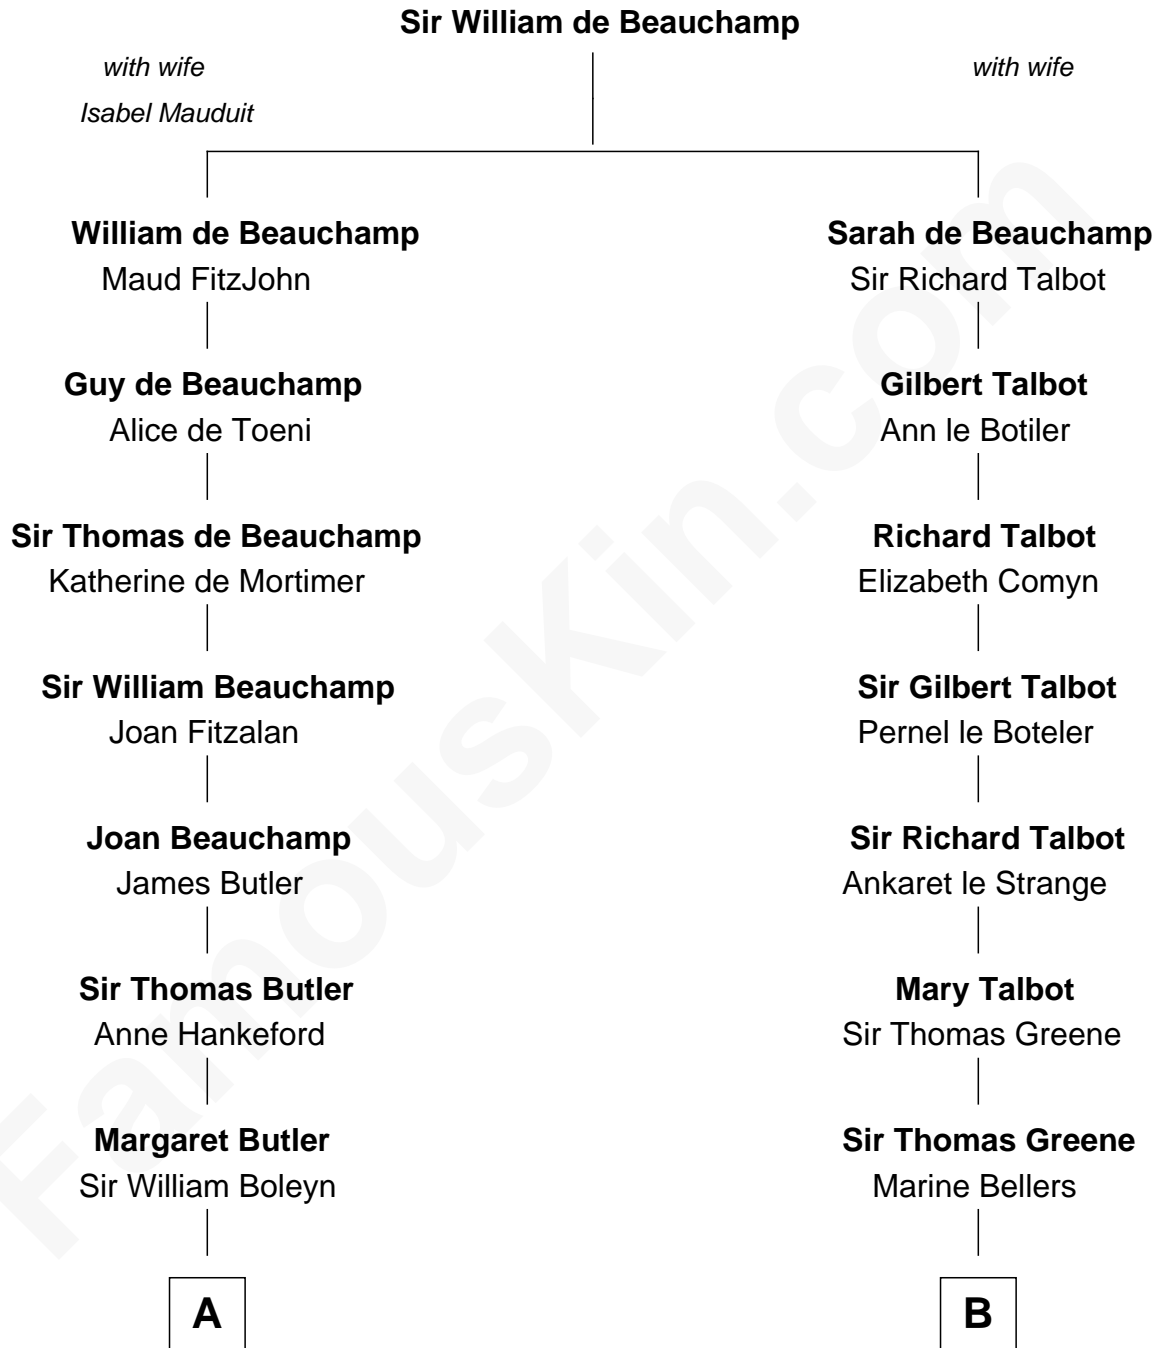 Sir William de Beauchamp
with wife
with wife
Isabel Mauduit
William de Beauchamp
Sarah de Beauchamp
Maud FitzJohn
Sir Richard Talbot
Guy de Beauchamp
Gilbert Talbot
Alice de Toeni
Ann le Botiler
Sir Thomas de Beauchamp
Richard Talbot
Katherine de Mortimer
Elizabeth Comyn
Sir William Beauchamp
Sir Gilbert Talbot
Joan Fitzalan
Pernel le Boteler
Joan Beauchamp
Sir Richard Talbot
James Butler
Ankaret le Strange
Sir Thomas Butler
Mary Talbot
Anne Hankeford
Sir Thomas Greene
Margaret Butler
Sir Thomas Greene
Sir William Boleyn
Marine Bellers
A
B
FamousKin.com